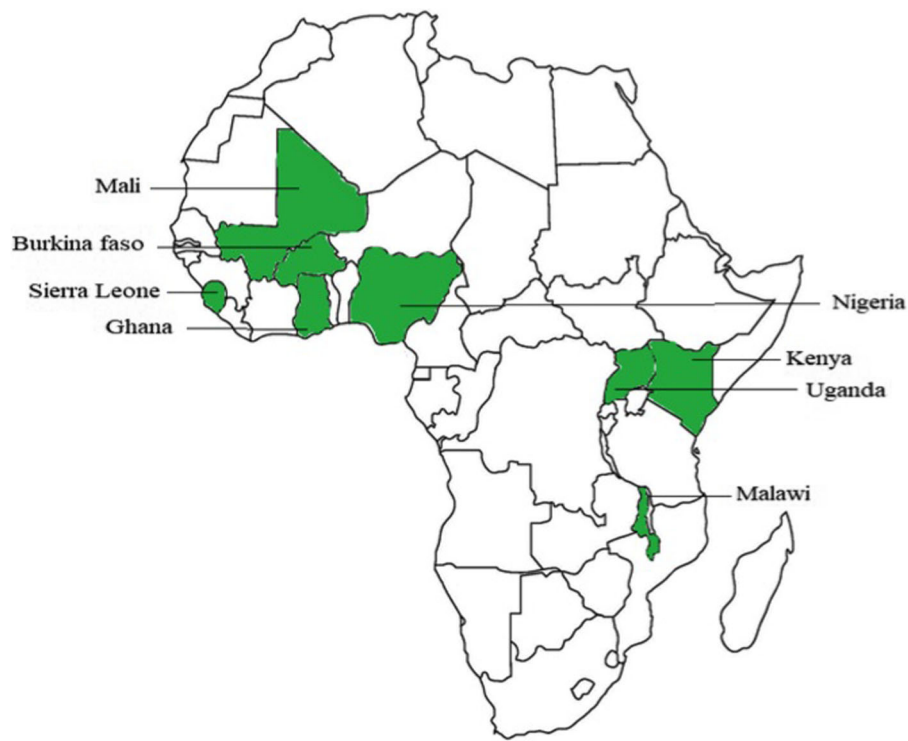 Mali
Burkina faso
Sierra Leone
Ghana
Nigeria
Kenya
Uganda
Malawi